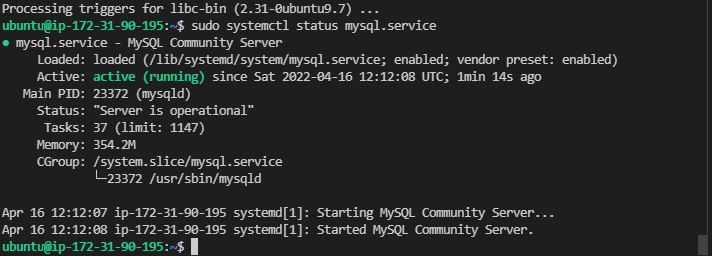 Processing triggers for libc-bin (2.31-0ubuntu9.7) ...
ubuntu@ip-172-31-90-195:~$ sudo systemctl status mysql.service
● mysql.service - MySQL Community Server
     Loaded: loaded (/lib/systemd/system/mysql.service; enabled; vendor preset: enabled)
     Active: active (running) since Sat 2022-04-16 12:12:08 UTC; 1min 14s ago
   Main PID: 23372 (mysqld)
     Status: "Server is operational"
      Tasks: 37 (limit: 1147)
     Memory: 354.2M
     CGroup: /system.slice/mysql.service
             └─23372 /usr/sbin/mysqld

Apr 16 12:12:07 ip-172-31-90-195 systemd[1]: Starting MySQL Community Server...
Apr 16 12:12:08 ip-172-31-90-195 systemd[1]: Started MySQL Community Server.
ubuntu@ip-172-31-90-195:~$